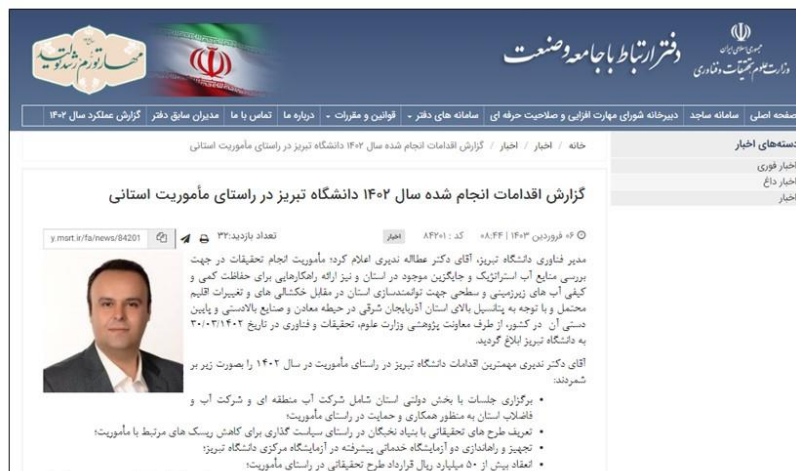 جمهوری اسلامی ایران
وزارت علوم، تحقیقات و فناوری
دفتر ارتباط با جامعه و صنعت
مهار تورم رشد تولید
صفحه اصلی سامانه ساجد دبیرخانه شورای مهارت افزایی و صلاحیت حرفه ای سامانه های دفتر قوانین و مقررات درباره ما تماس با ما مدیران سابق دفتر گزارش عملکرد سال ۱۴۰۲
دسته‌های اخبار
اخبار فوری
اخبار داغ
اخبار
خانه / اخبار / اخبار / گزارش اقدامات انجام شده سال ۱۴۰۲ دانشگاه تبریز در راستای مأموریت استانی
گزارش اقدامات انجام شده سال ۱۴۰۲ دانشگاه تبریز در راستای مأموریت استانی
۰۶ فروردین ۱۴۰۳ | ۰۸:۴۴ کد : ۸۴۲۰۱ اخبار تعداد بازدید:۳۲
y.msrt.ir/fa/news/84201
مدیر فناوری دانشگاه تبریز، آقای دکتر عطااله ندیری اعلام کرد؛ مأموریت انجام تحقیقات در جهت
بررسی منابع آب استراتژیک و جایگزین موجود در استان و نیز ارائه راهکارهایی برای حفاظت کمی و
کیفی آب های زیرزمینی و سطحی جهت توانمندسازی استان در مقابل خکشالی های و تغییرات اقلیم
محتمل و با توجه به پتانسیل بالای استان آذربایجان شرقی در حیطه معادن و صنایع بالادستی و پایین
دستی آن در کشور، از طرف معاونت پژوهشی وزارت علوم، تحقیقات و فناوری در تاریخ ۳۰/۰۳/۱۴۰۲
به دانشگاه تبریز ابلاغ گردید.
آقای دکتر ندیری مهمترین اقدامات دانشگاه تبریز در راستای مأموریت در سال ۱۴۰۲ را بصورت زیر بر
شمردند:
• برگزاری جلسات با بخش دولتی استان شامل شرکت آب منطقه ای و شرکت آب و
فاضلاب استان به منظور همکاری و حمایت در راستای مأموریت؛
• تعریف طرح های تحقیقاتی با بنیاد نخبگان در راستای سیاست گذاری برای کاهش ریسک های مرتبط با مأموریت؛
• تجهیز و راهاندازی دو آزمایشگاه خدماتی پیشرفته در آزمایشگاه مرکزی دانشگاه تبریز؛
• انعقاد بیش از ۵۰ میلیارد ریال قرارداد طرح تحقیقاتی در راستای مأموریت؛